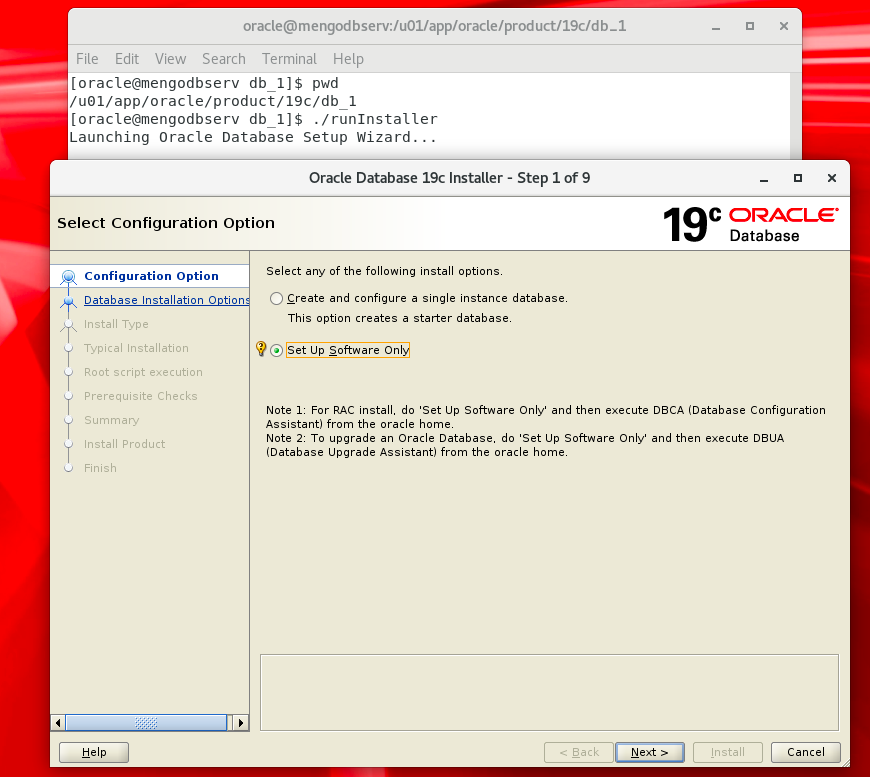 oracle@mengodbserv:/u01/app/oracle/product/19c/db_1
File Edit View Search Terminal Help
[oracle@mengodbserv db_1]$ pwd
/u01/app/oracle/product/19c/db_1
[oracle@mengodbserv db_1]$ ./runInstaller
Launching Oracle Database Setup Wizard...
Oracle Database 19c Installer - Step 1 of 9
Select Configuration Option
19c ORACLE
Database
Configuration Option
Database Installation Options
Install Type
Typical Installation
Root script execution
Prerequisite Checks
Summary
Install Product
Finish
Select any of the following install options.
Create and configure a single instance database.
This option creates a starter database.
Set Up Software Only
Note 1: For RAC install, do 'Set Up Software Only' and then execute DBCA (Database Configuration
Assistant) from the oracle home.
Note 2: To upgrade an Oracle Database, do 'Set Up Software Only' and then execute DBUA
(Database Upgrade Assistant) from the oracle home.
Help
< Back
Next >
Install
Cancel